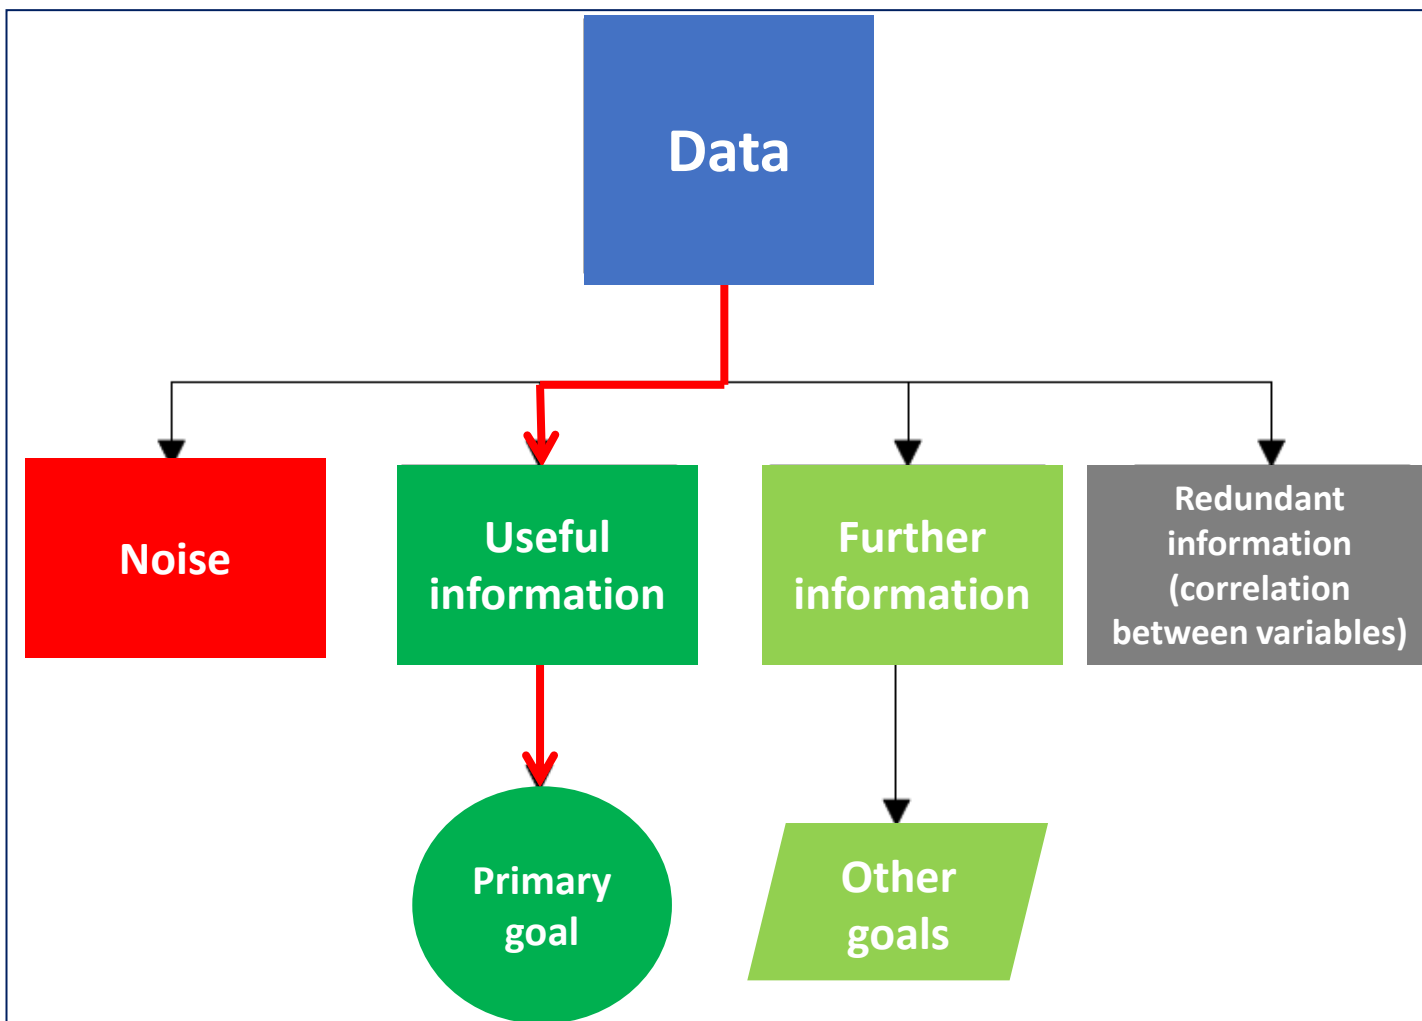 Data
Noise
Useful
information
Further
information
Redundant
information
(correlation
between variables)
Primary
goal
Other
goals